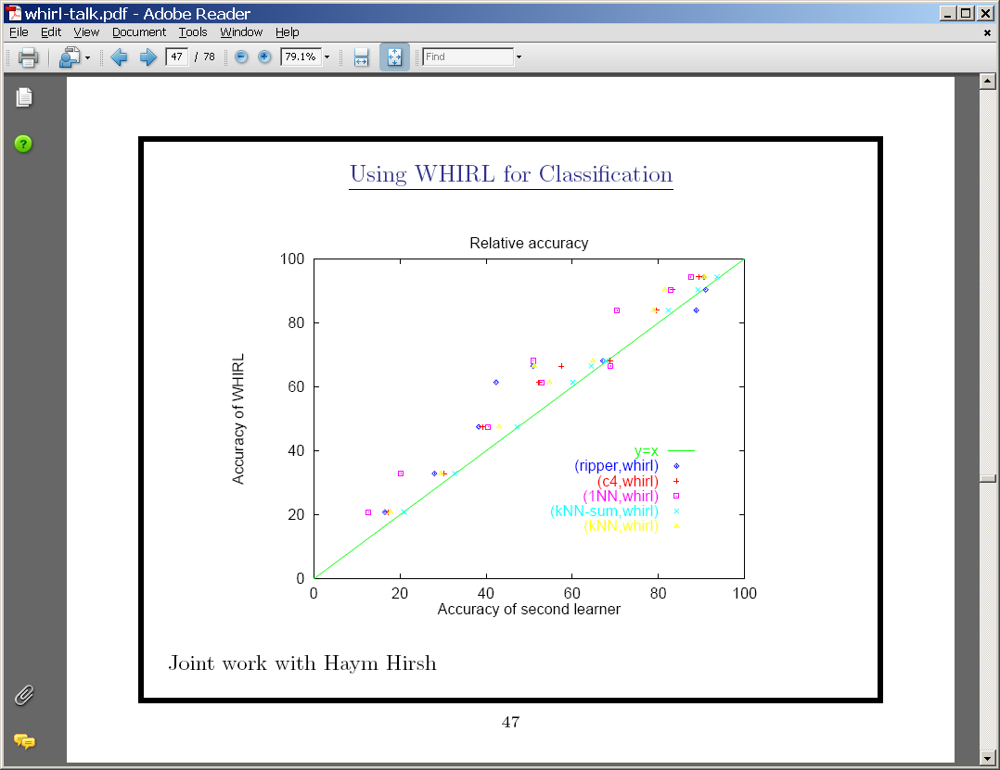 whirl-talk.pdf - Adobe Reader
File Edit View Document Tools Window Help
47 / 78 79.1% Find
Using WHIRL for Classification
Relative accuracy
100
80
60
40
20
0
Accuracy of WHIRL
y=x
(ripper,whirl)
(c4,whirl)
(1NN,whirl)
(kNN-sum,whirl)
(kNN,whirl)
0 20 40 60 80 100
Accuracy of second learner
Joint work with Haym Hirsh
47